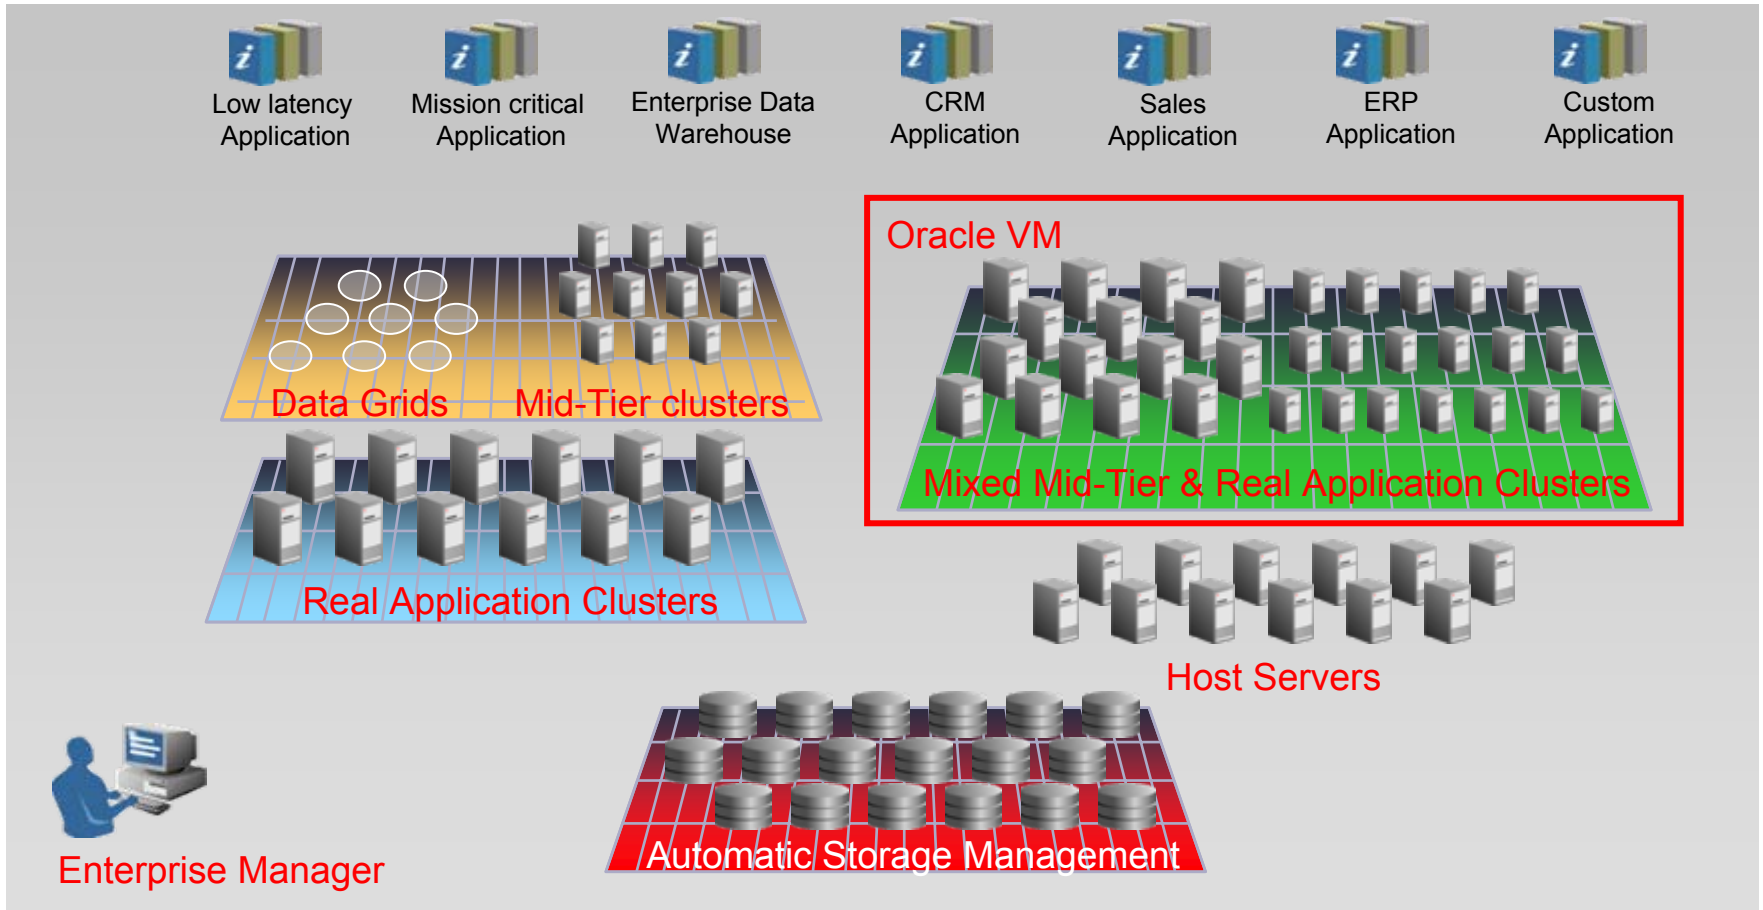 Low latency
Application
Mission critical
Application
Enterprise Data
Warehouse
CRM
Application
Sales
Application
ERP
Application
Custom
Application
Oracle VM
Data Grids
Mid-Tier clusters
Mixed Mid-Tier & Real Application Clusters
Real Application Clusters
Host Servers
Automatic Storage Management
Enterprise Manager